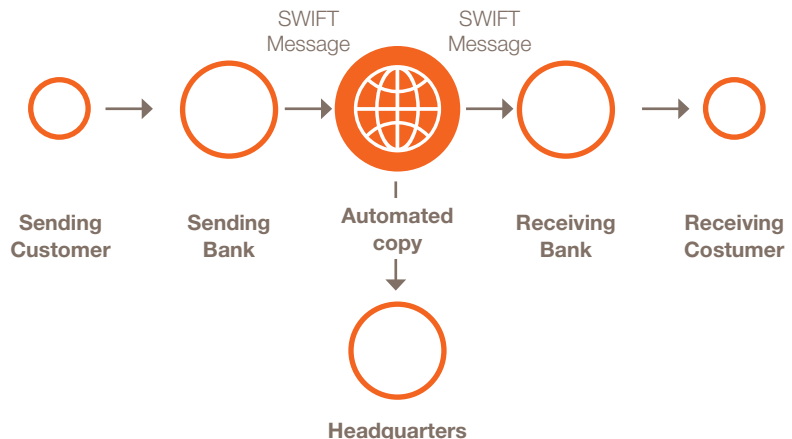 SWIFT
Message
SWIFT
Message
Sending
Customer
Sending
Bank
Automated
copy
Receiving
Bank
Receiving
Costumer
Headquarters